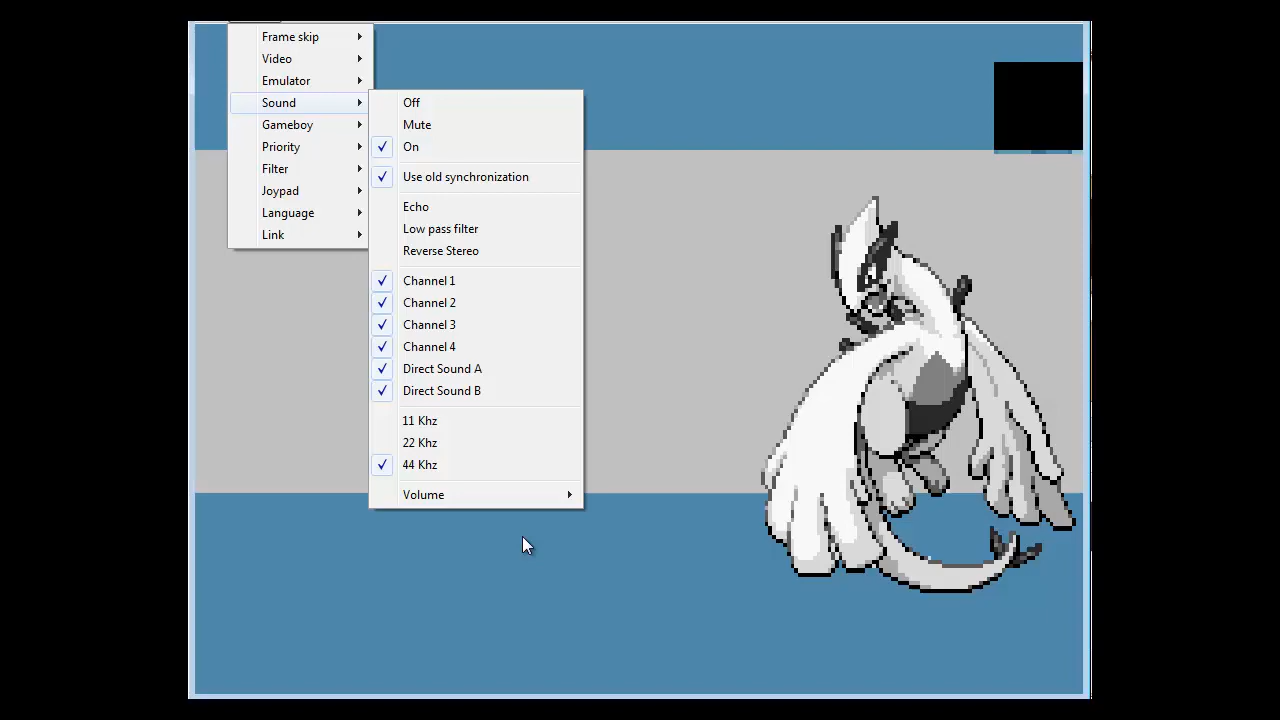 Frame skip
Video
Emulator
Sound
Gameboy
Priority
Filter
Joypad
Language
Link
Off
Mute
On
Use old synchronization
Echo
Low pass filter
Reverse Stereo
Channel 1
Channel 2
Channel 3
Channel 4
Direct Sound A
Direct Sound B
11 Khz
22 Khz
44 Khz
Volume